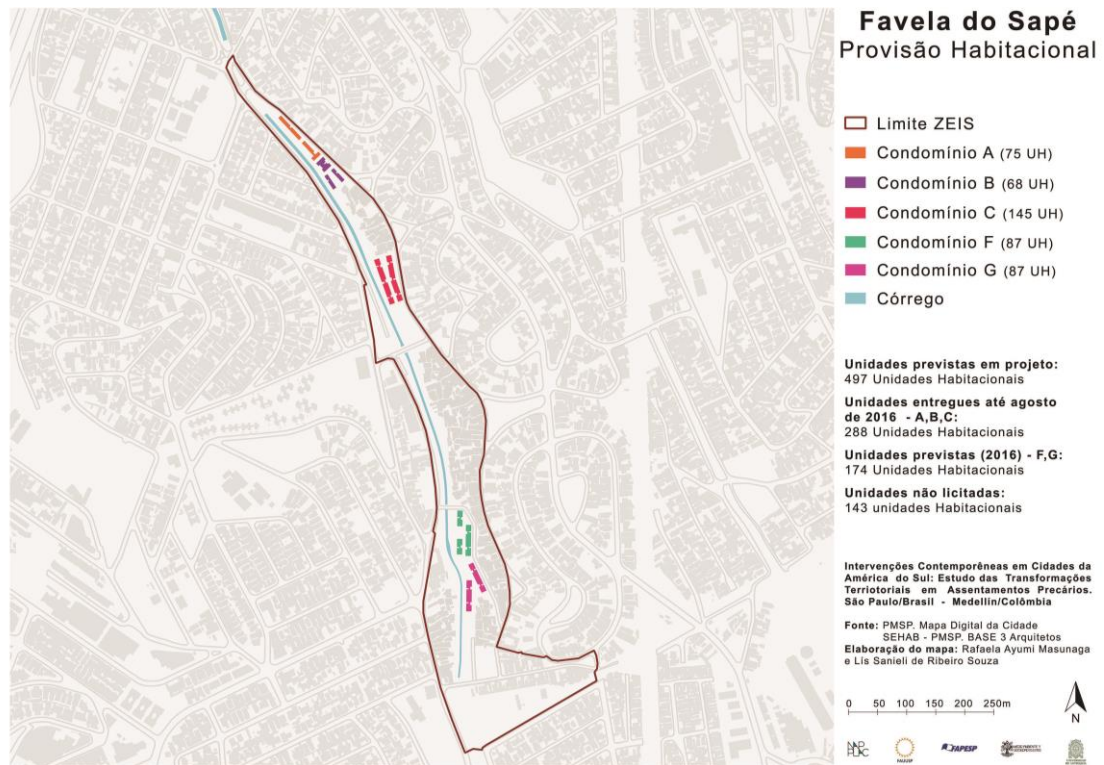 Favela do Sapé
Provisão Habitacional
Limite ZEIS
Condomínio A (75 UH)
Condomínio B (68 UH)
Condomínio C (145 UH)
Condomínio F (87 UH)
Condomínio G (87 UH)
Córrego
Unidades previstas em projeto:
497 Unidades Habitacionais
Unidades entregues até agosto
de 2016 - A,B,C:
288 Unidades Habitacionais
Unidades previstas (2016) - F,G:
174 Unidades Habitacionais
Unidades não licitadas:
143 unidades Habitacionais
Intervenções Contemporêneas em Cidades da
América do Sul: Estudo das Transformações
Terriotoriais em Assentamentos Precários.
São Paulo/Brasil - Medellin/Colômbia
Fonte: PMSP. Mapa Digital da Cidade
SEHAB - PMSP. BASE 3 Arquitetos
Elaboração do mapa: Rafaela Ayumi Masunaga
e Lis Sanieli de Ribeiro Souza
0 50 100 150 200 250m
N
FAUUSP
FAPESP